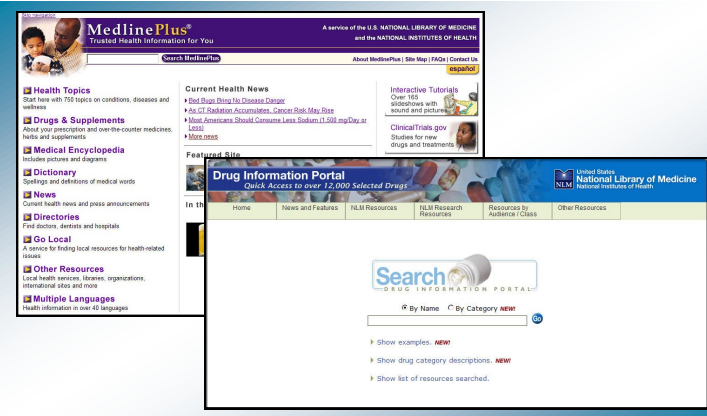 Skip navigation
MedlinePlus®
Trusted Health Information for You
A service of the U.S. NATIONAL LIBRARY OF MEDICINE
and the NATIONAL INSTITUTES OF HEALTH
Search MedlinePlus
About MedlinePlus | Site Map | FAQs | Contact Us
español
Health Topics
Start here with 750 topics on conditions, diseases and
wellness
Drugs & Supplements
About your prescription and over-the-counter medicines,
herbs and supplements
Medical Encyclopedia
Includes pictures and diagrams
Dictionary
Spellings and definitions of medical words
News
Current health news and press announcements
Directories
Find doctors, dentists and hospitals
Go Local
A service for finding local resources for health-related
issues
Other Resources
Local health services, libraries, organizations,
international sites and more
Multiple Languages
Health information in over 40 languages
Current Health News
Bed Bugs Bring No Disease Danger
As CT Radiation Accumulates, Cancer Risk May Rise
Most Americans Should Consume Less Sodium (1,500 mg/Day or
Less)
More news
Featured Site
In th
Interactive Tutorials
Over 165
slideshows with
sound and pictures
ClinicalTrials.gov
Studies for new
drugs and treatments
Drug Information Portal
Quick Access to over 12,000 Selected Drugs
NLM
United States
National Library of Medicine
National Institutes of Health
Home
News and Features
NLM Resources
NLM Research
Resources
Resources by
Audience / Class
Other Resources
Search
DRUG INFORMATION PORTAL
By Name By Category NEW!
Go
Show examples. NEW!
Show drug category descriptions. NEW!
Show list of resources searched.